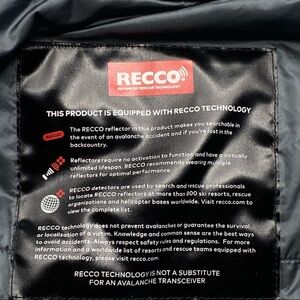 RECCO
ADVANCED RESCUE TECHNOLOGY
THIS PRODUCT IS EQUIPPED WITH RECCO TECHNOLOGY
RECCO
The RECCO reflector in this product makes you searchable in
the event of an avalanche accident and if you're lost in the
backcountry.
Reflectors require no activation to function and have a virtually
unlimited lifespan. RECCO recommends wearing multiple
reflectors for optimal performance.
RECCO detectors are used by search and rescue professionals
to locate RECCO reflectors at more than 900 ski resorts, rescue
organizations and helicopter bases worldwide. Visit recco.com to
view the complete list.
RECCO technology does not prevent avalanches or guarantee the survival
or localization of a victim. Knowledge and common sense are the best ways
to avoid accidents. Always respect safety rules and regulations. For more
information and a worldwide list of resorts and rescue teams equipped with
RECCO technology, please visit recco.com.
RECCO TECHNOLOGY IS NOT A SUBSTITUTE
FOR AN AVALANCHE TRANSCEIVER